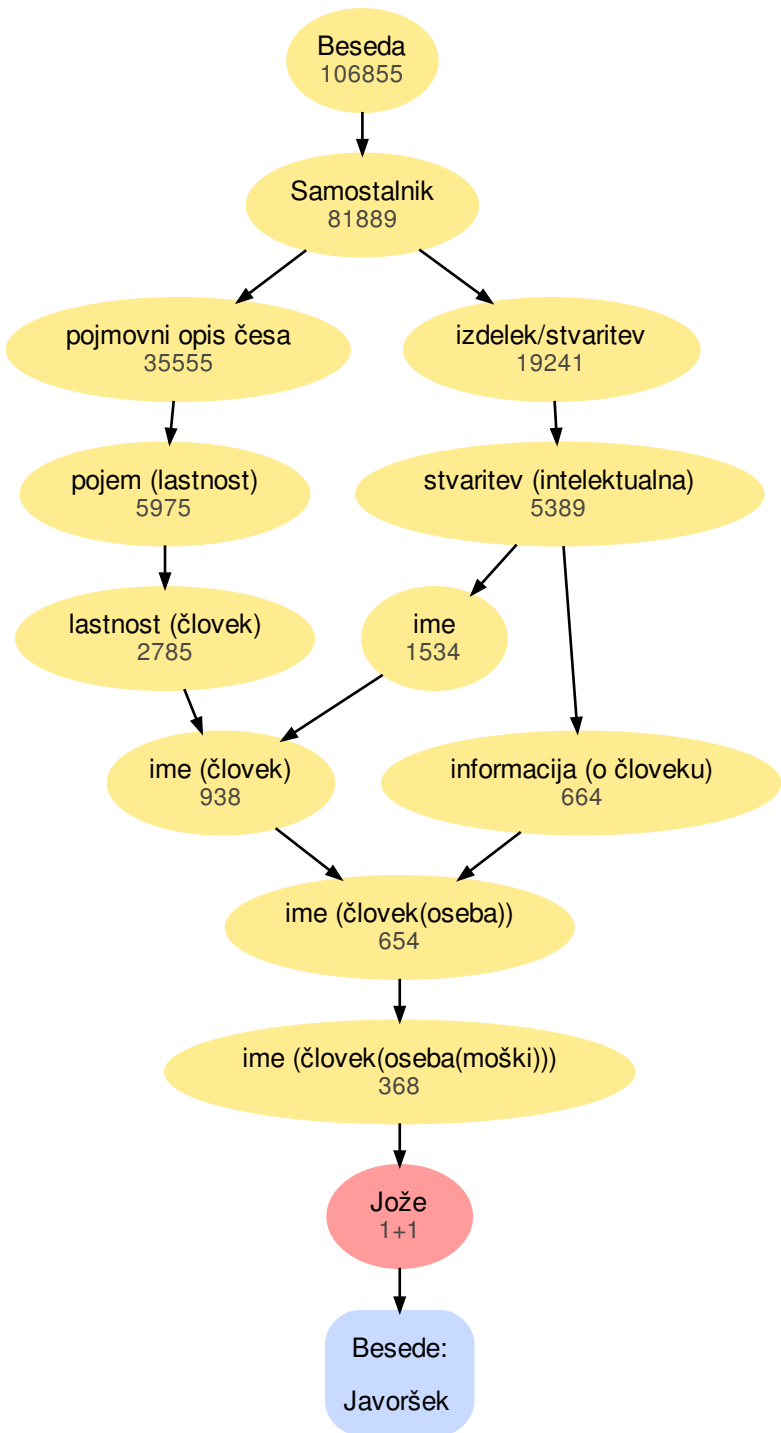 Beseda
106855
Samostalnik
81889
pojmovni opis česa
35555
izdelek/stvaritev
19241
pojem (lastnost)
5975
stvaritev (intelektualna)
5389
lastnost (človek)
2785
ime
1534
ime (človek)
938
informacija (o človeku)
664
ime (človek(oseba))
654
ime (človek(oseba(moški)))
368
Jože
1+1
Besede:
Javoršek